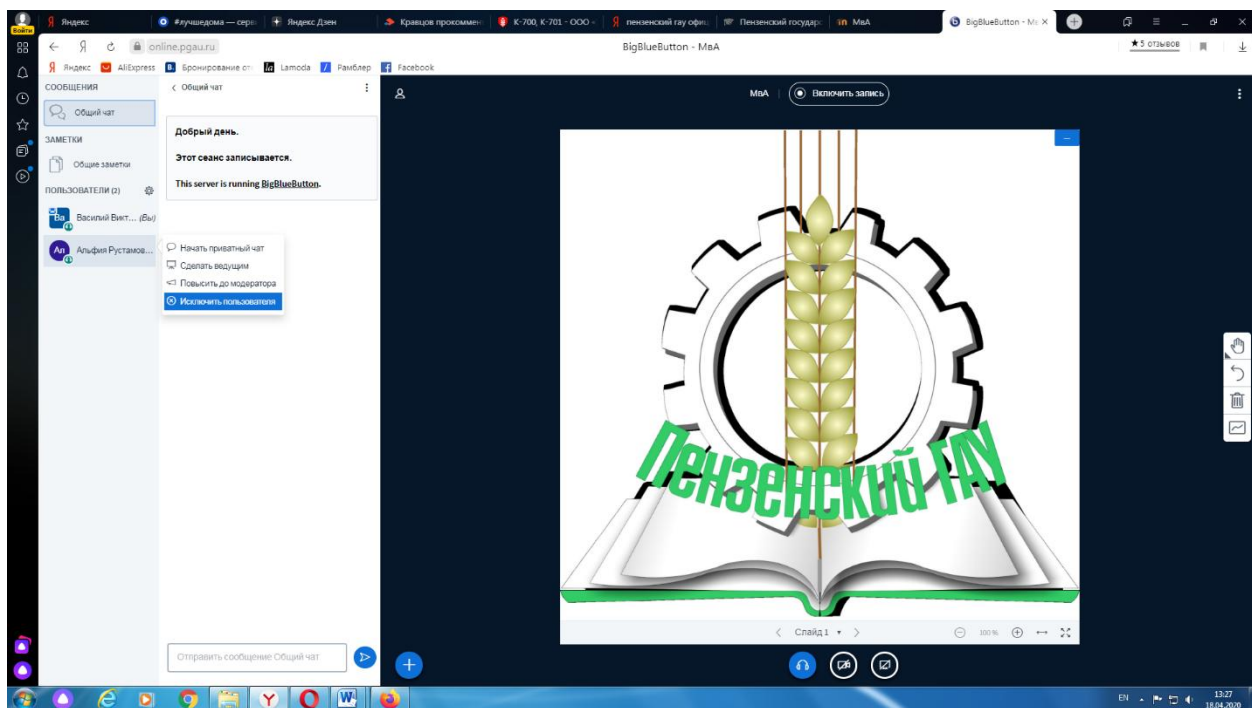 Войти
Яндекс
#лучшедома — серв
Яндекс Дзен
Кравцов прокоммен
К-700, К-701 - ООО «
пензенский гау офиц
Пензенский государс
МвА
BigBlueButton - Мв
online.pgau.ru
BigBlueButton - МвА
★5 отзывов
Яндекс
AliExpress
Бронирование от
Lamoda
Рамблер
Facebook
СООБЩЕНИЯ
Общий чат
ЗАМЕТКИ
Общие заметки
ПОЛЬЗОВАТЕЛИ (2)
Ва
Василий Викт... (Вы)
Ал
Альфия Рустамов...
Общий чат
Добрый день.
Этот сеанс записывается.
This server is running BigBlueButton.
Начать приватный чат
Сделать ведущим
Повысить до модератора
Исключить пользователя
Отправить сообщение Общий чат
МвА
Включить запись
Пензенский ГАУ
Слайд 1
100%
EN
13:27
18.04.2020